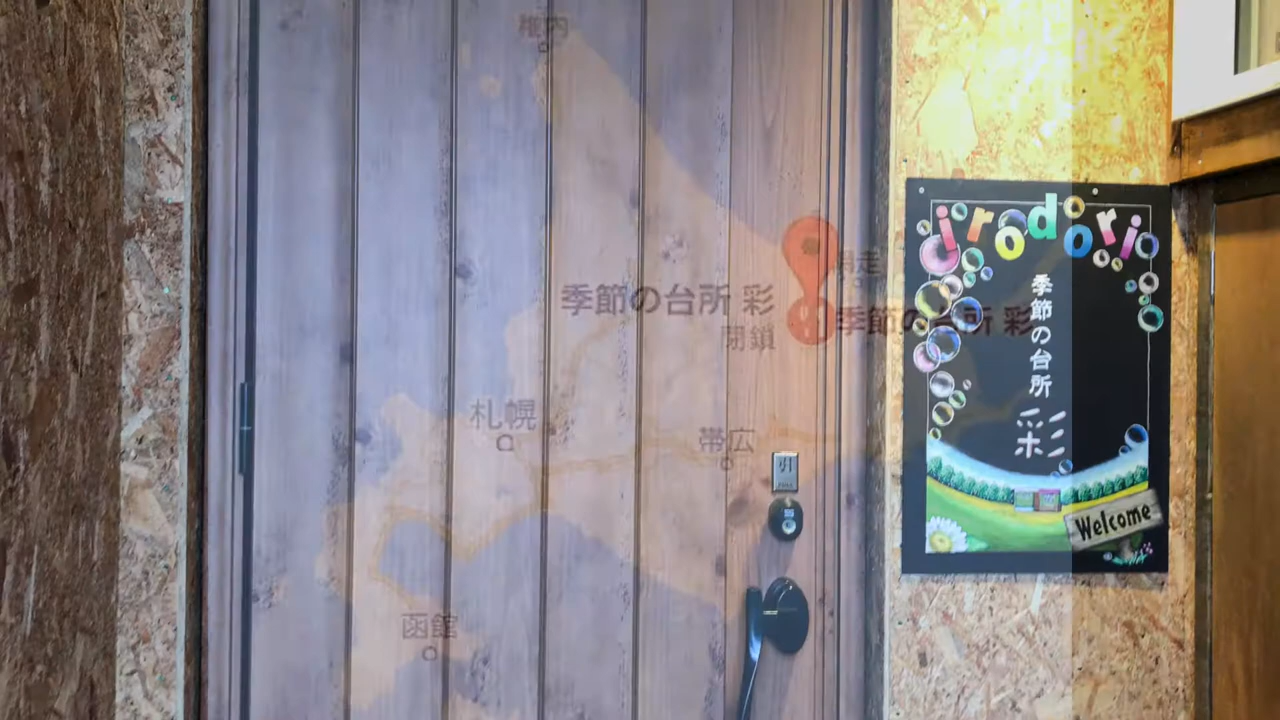 稚内
網走
季節の台所 彩
季節の台所 彩
閉鎖
札幌
帯広
函館
irodori
季節の台所
彩
Welcome
引